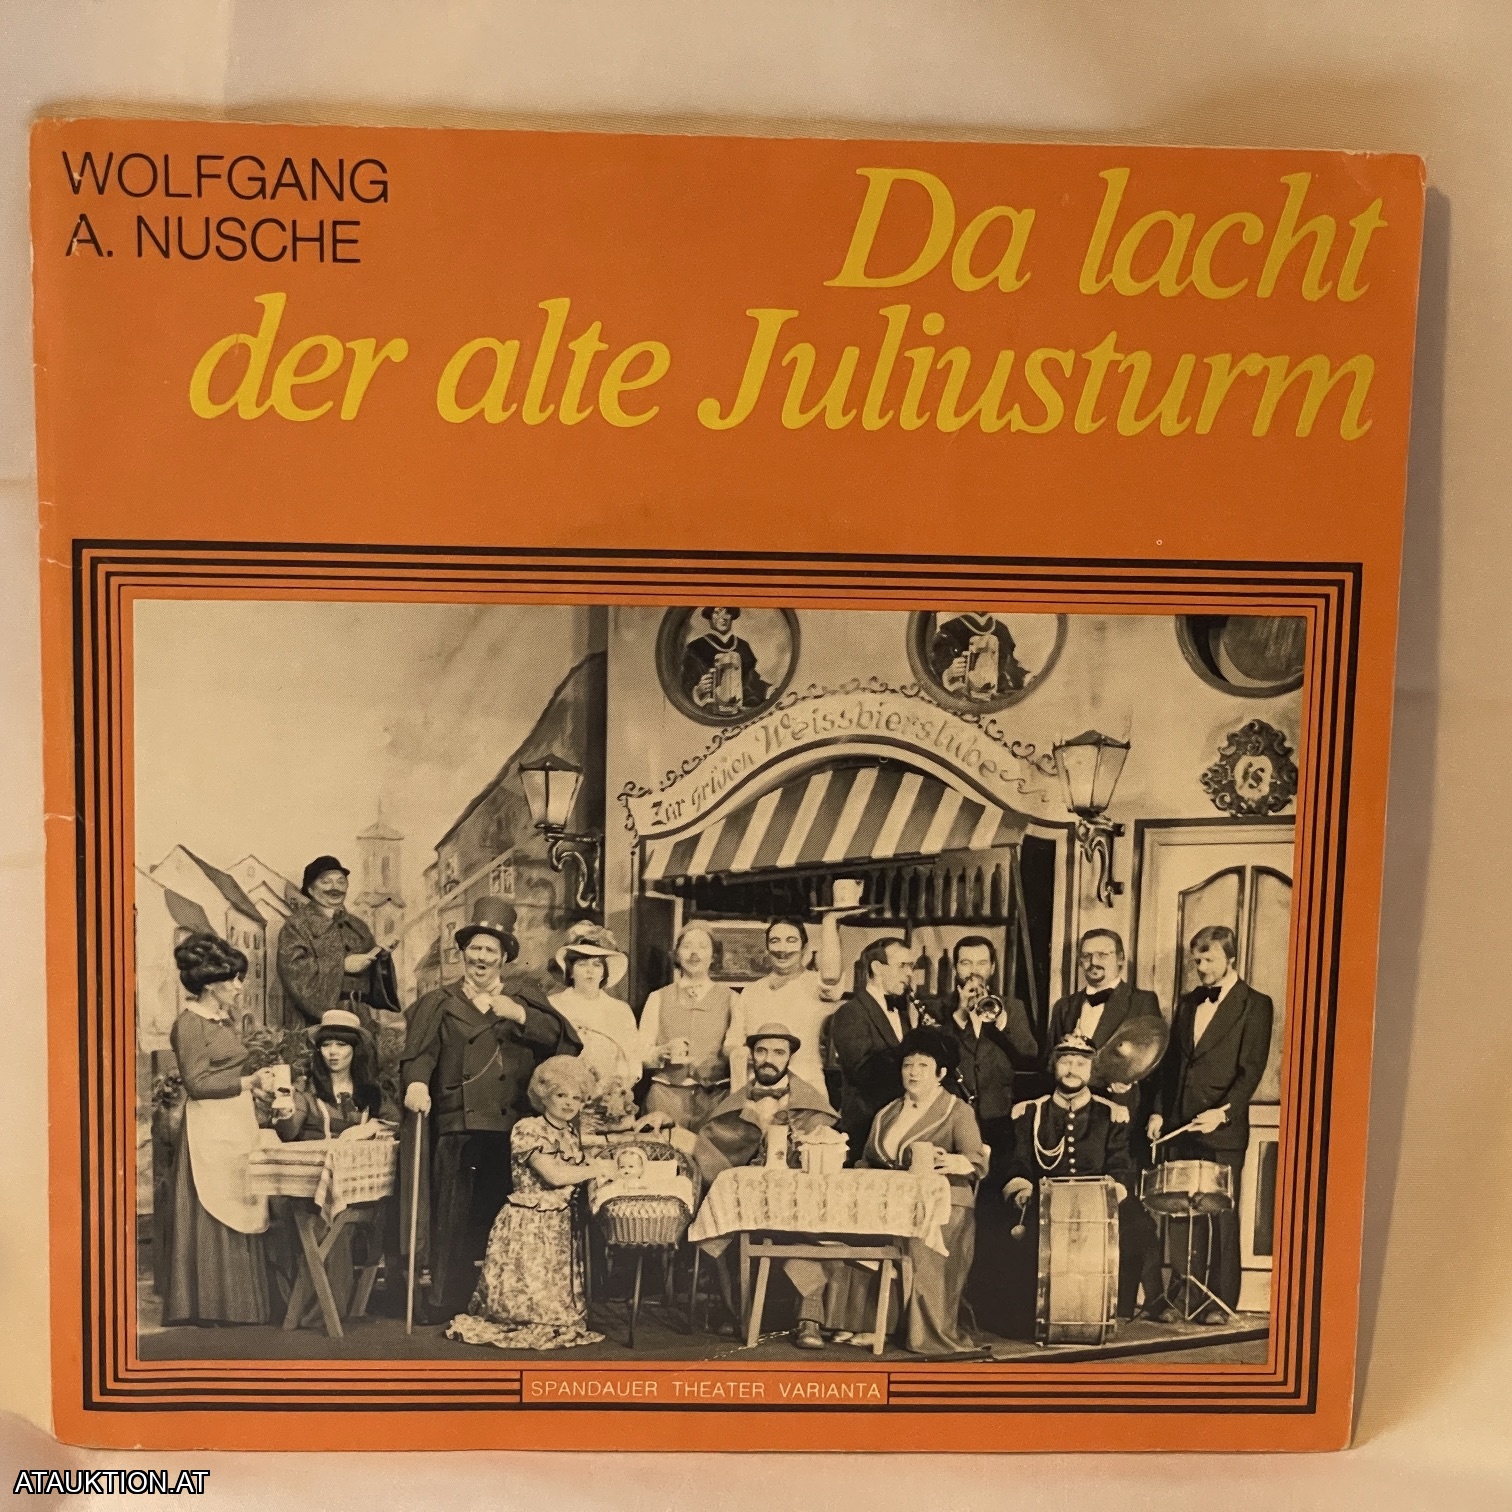 WOLFGANG
A. NUSCHE
Da lacht
der alte Juliusturm
Weissbierstube
SPANDAUER THEATER VARIANTA
ATAUKTION.AT